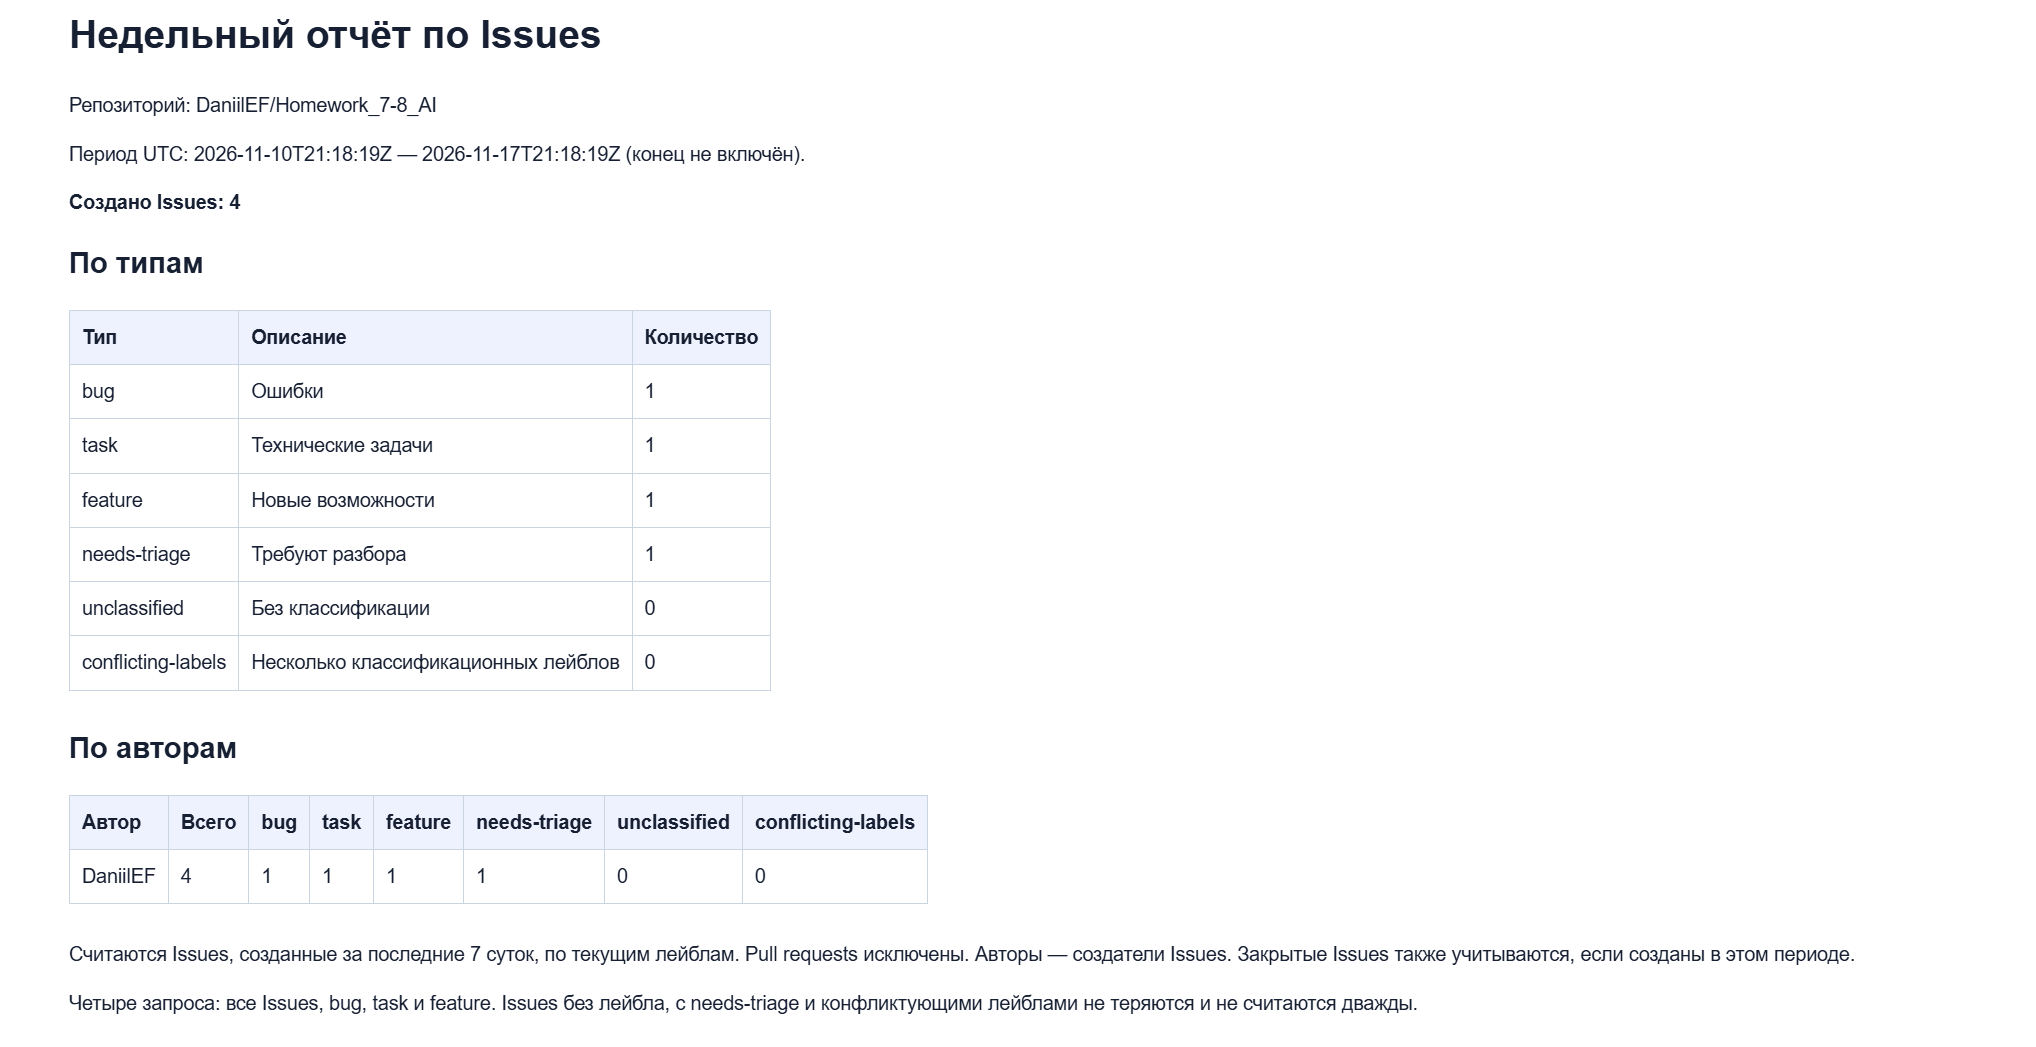 Недельный отчёт по Issues
Репозиторий: DaniilEF/Homework_7-8_AI
Период UTC: 2026-11-10T21:18:19Z — 2026-11-17T21:18:19Z (конец не включён).
Создано Issues: 4
По типам
Тип Описание Количество
bug Ошибки 1
task Технические задачи 1
feature Новые возможности 1
needs-triage Требуют разбора 1
unclassified Без классификации 0
conflicting-labels Несколько классификационных лейблов 0
По авторам
Автор Всего bug task feature needs-triage unclassified conflicting-labels
DaniilEF 4 1 1 1 1 0 0
Считаются Issues, созданные за последние 7 суток, по текущим лейблам. Pull requests исключены. Авторы — создатели Issues. Закрытые Issues также учитываются, если созданы в этом периоде.
Четыре запроса: все Issues, bug, task и feature. Issues без лейбла, с needs-triage и конфликтующими лейблами не теряются и не считаются дважды.